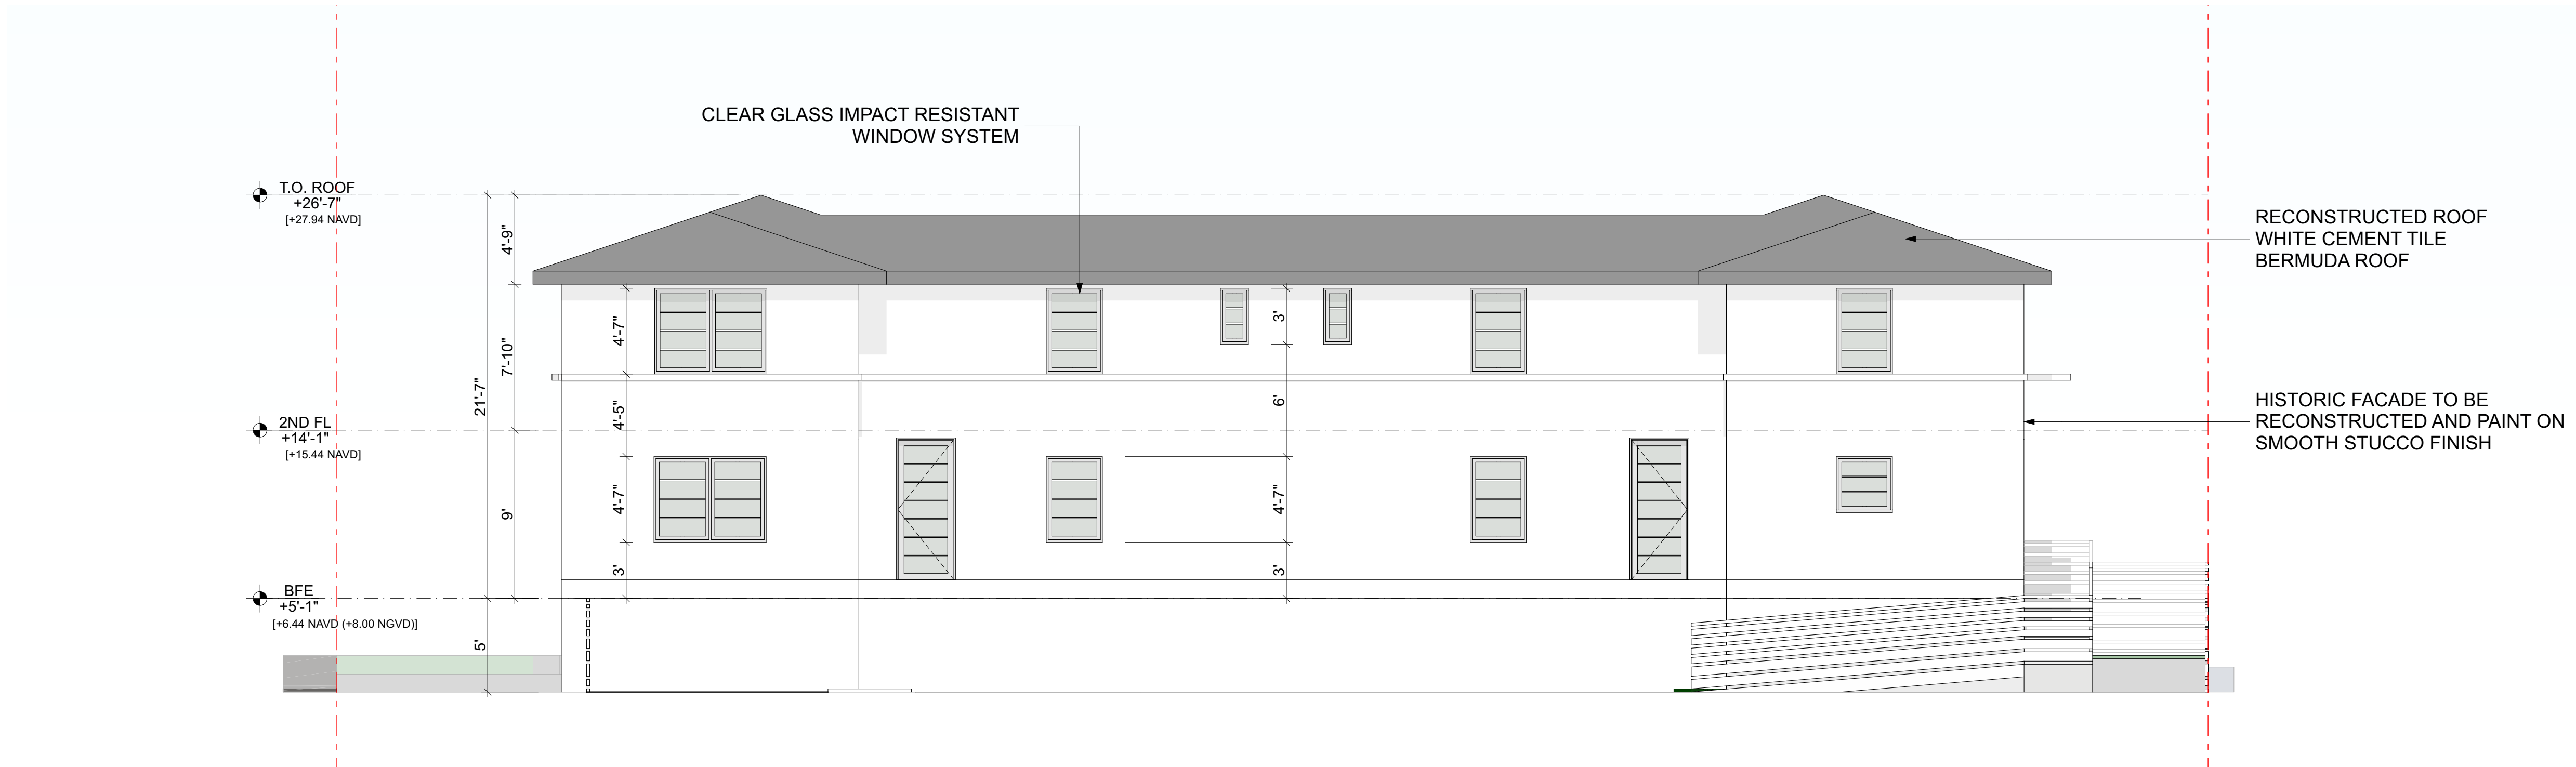 CLEAR GLASS IMPACT RESISTANT
WINDOW SYSTEM
T.O. ROOF
+26'-7"
[+27.94 NAVD]
RECONSTRUCTED ROOF
WHITE CEMENT TILE
BERMUDA ROOF
4'-9"
7'-10"
21'-7"
9'
5'
4'-7"
4'-5"
4'-7"
3'
3'
6'
4'-7"
3'
HISTORIC FACADE TO BE
RECONSTRUCTED AND PAINT ON
SMOOTH STUCCO FINISH
2ND FL
+14'-1"
[+15.44 NAVD]
BFE
+5'-1"
[+6.44 NAVD (+8.00 NGVD)]